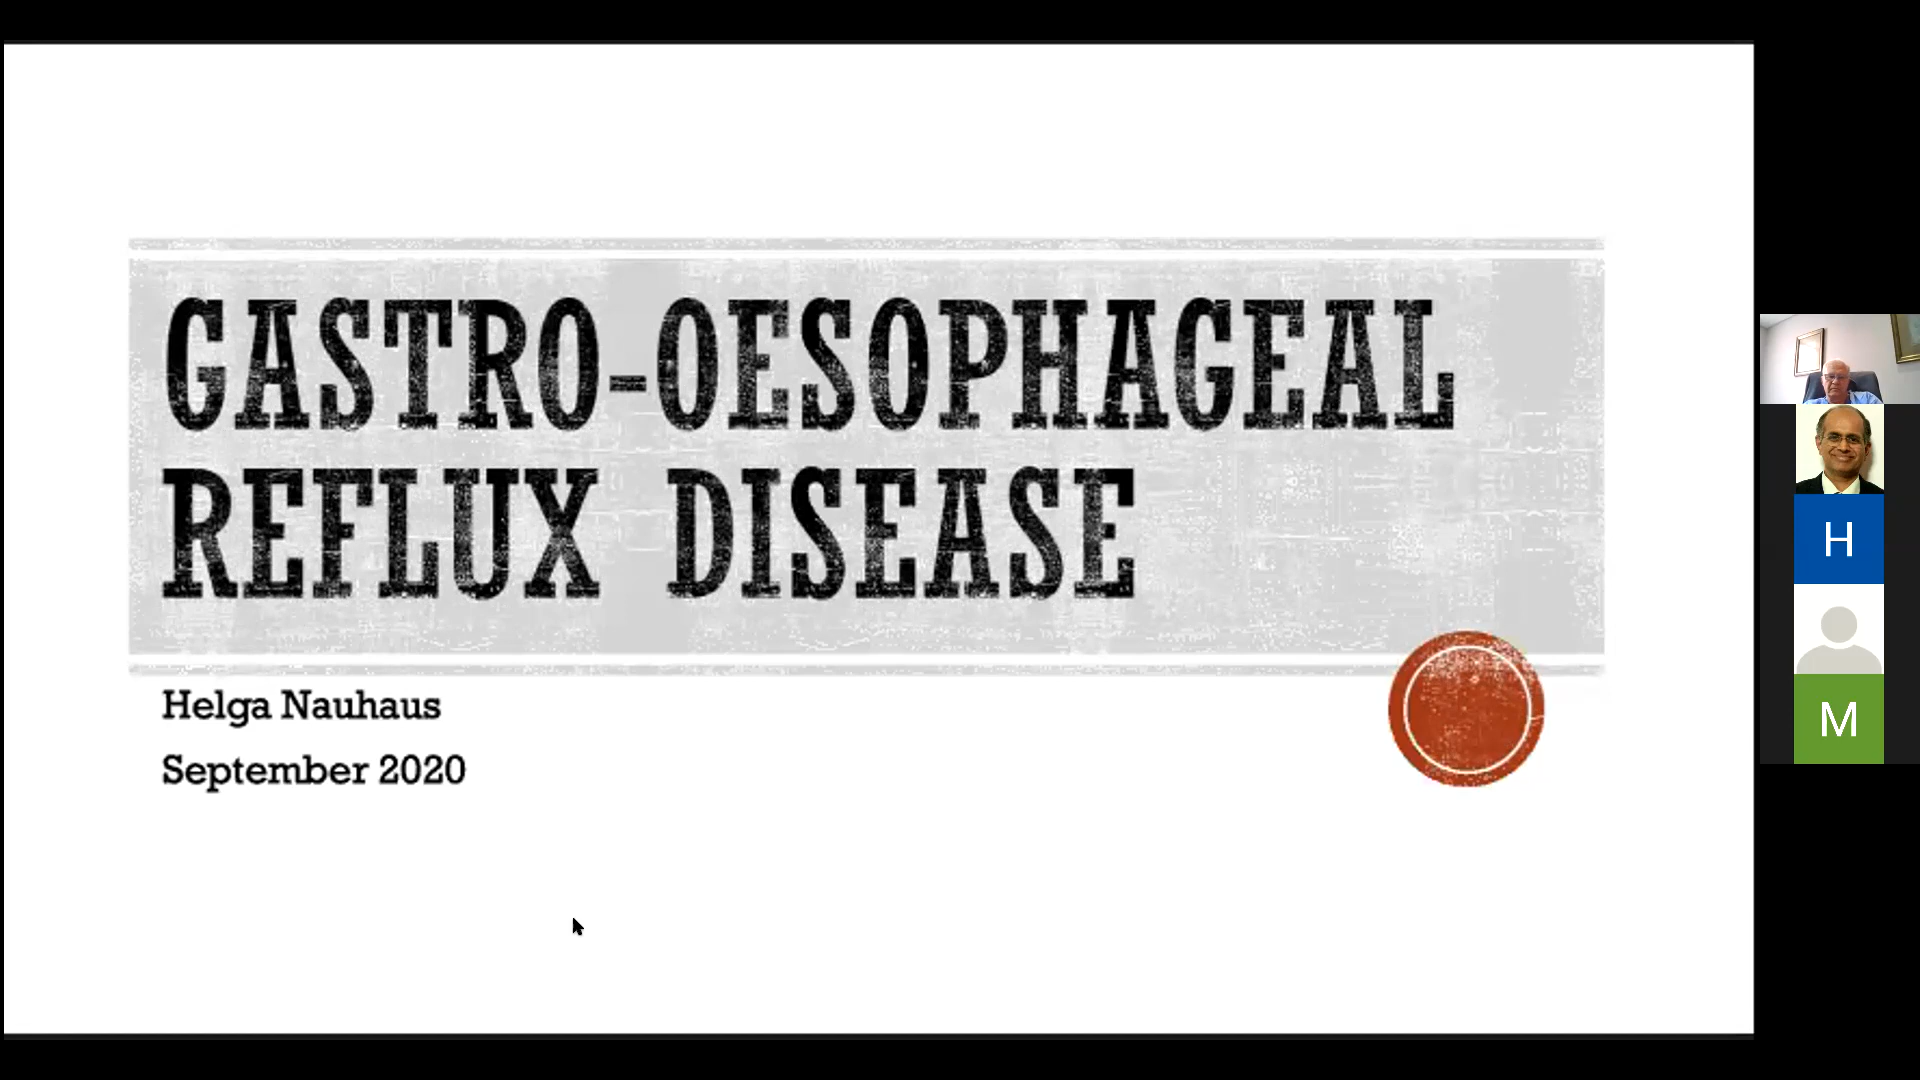 GASTRO-OESOPHAGEAL
REFLUX DISEASE
Helga Nauhaus
September 2020
H
M